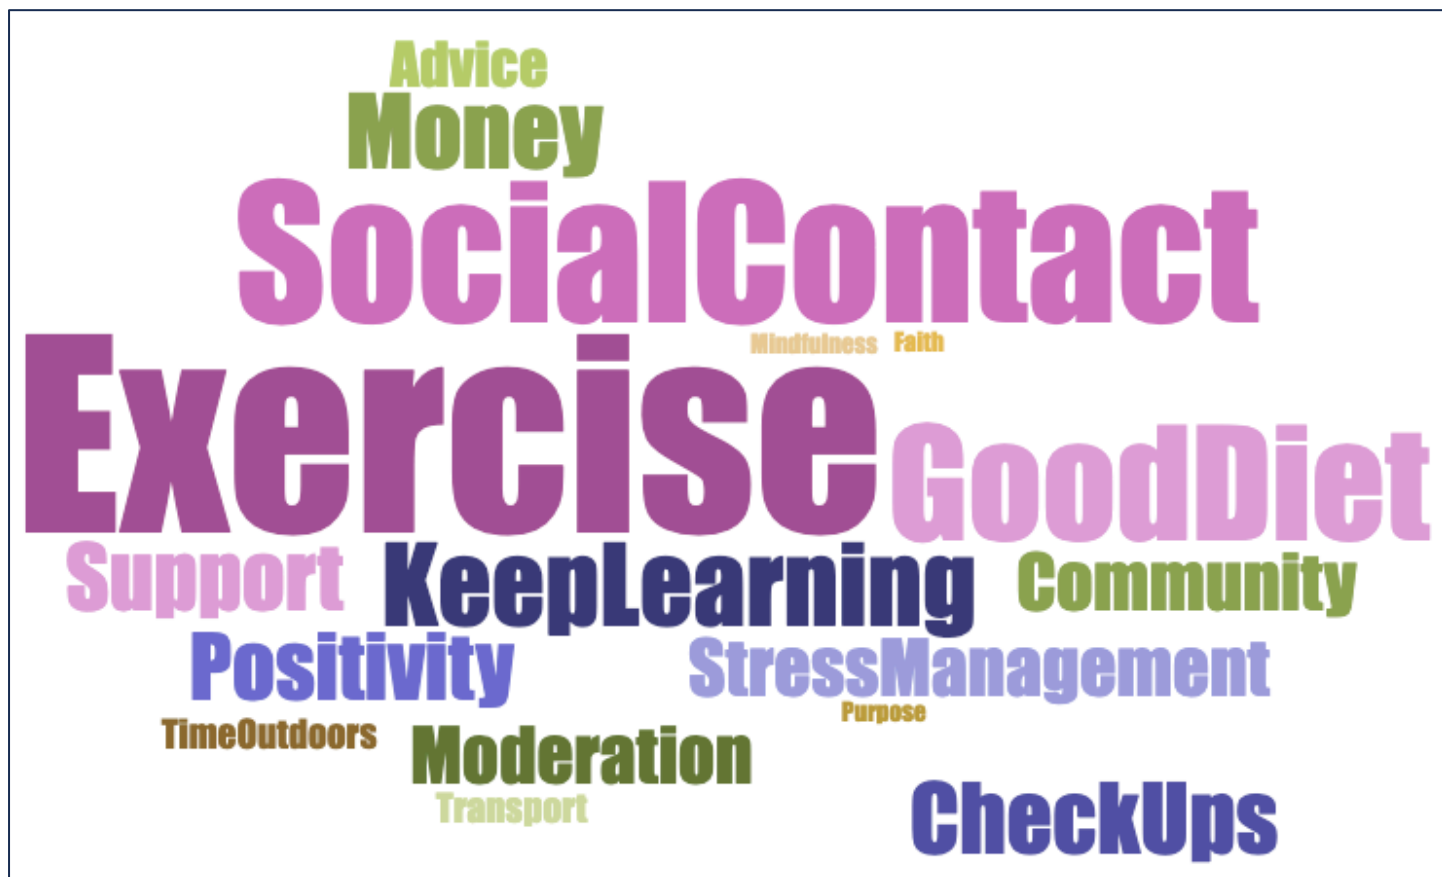 Advice
Money
SocialContact
Mindfulness Faith
Exercise
GoodDiet
Support KeepLearning Community
Positivity StressManagement
Purpose
TimeOutdoors
Moderation
Transport
CheckUps